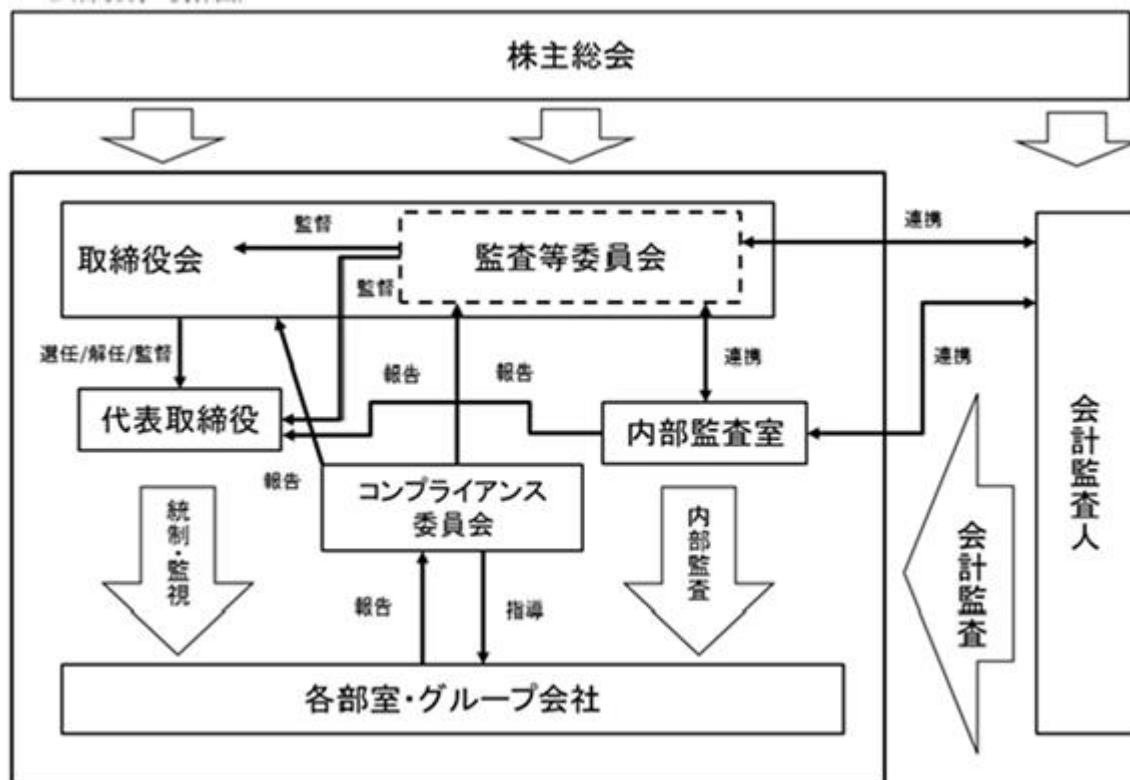 株主総会
監督
連携
取締役会
監査等委員会
監督
選任/解任/監督
報告
報告
連携
連携
代表取締役
内部監査室
報告
コンプライアンス
委員会
会計監査人
統制・監視
内部監査
会計監査
報告
指導
各部室・グループ会社